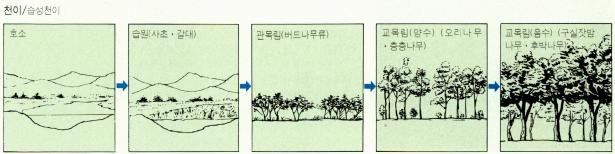 천이/습성천이
호소
습원(사초・갈대)
관목림(버드나무류)
교목림(양수) (오리나무
・층층나무)
교목림(음수) (구실잣밤
나무・후박나무)